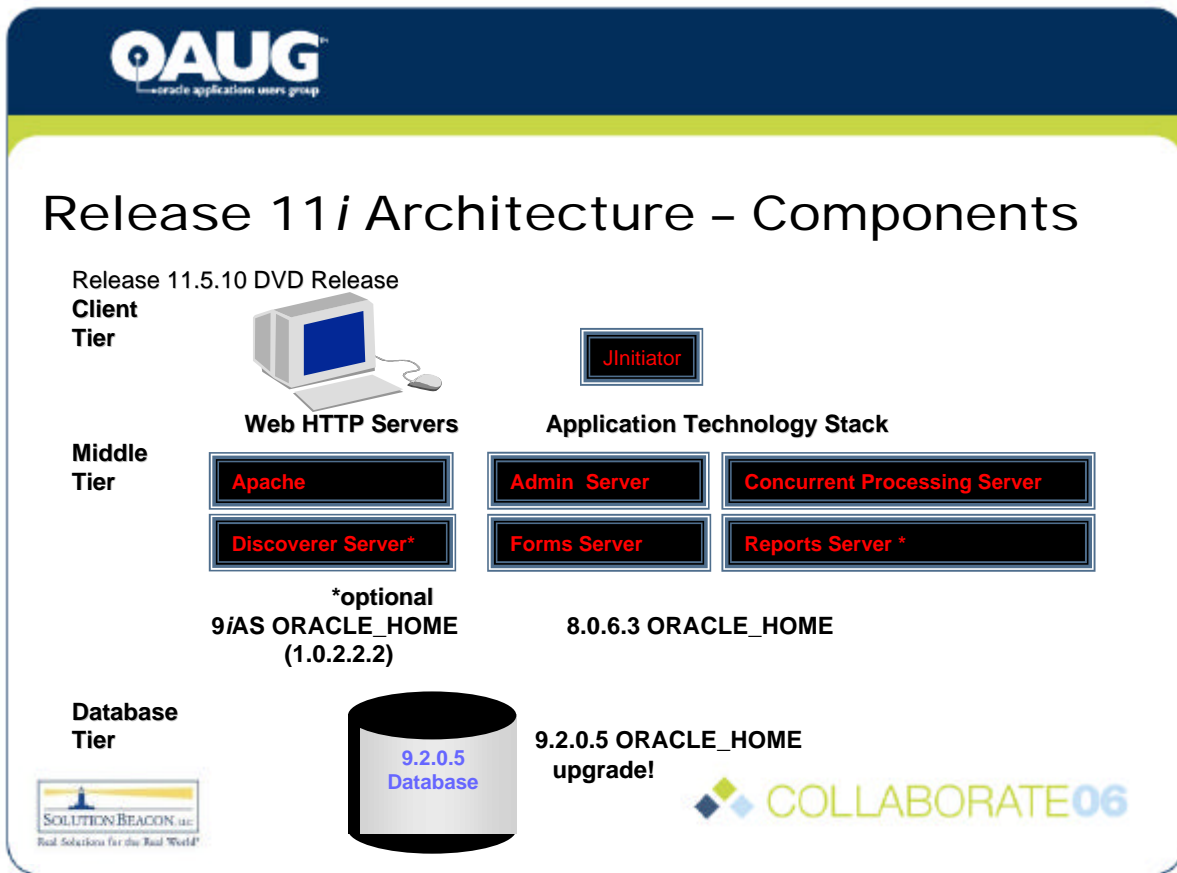 OAUG
oracle applications users group
Release 11i Architecture – Components
Release 11.5.10 DVD Release
Client
Tier
JInitiator
Web HTTP Servers
Application Technology Stack
Middle
Tier
Apache
Admin Server
Concurrent Processing Server
Discoverer Server*
Forms Server
Reports Server *
*optional
9iAS ORACLE_HOME
(1.0.2.2.2)
8.0.6.3 ORACLE_HOME
Database
Tier
9.2.0.5
Database
9.2.0.5 ORACLE_HOME
upgrade!
SOLUTION BEACON, LLC
Real Solutions for the Real World®
COLLABORATE06